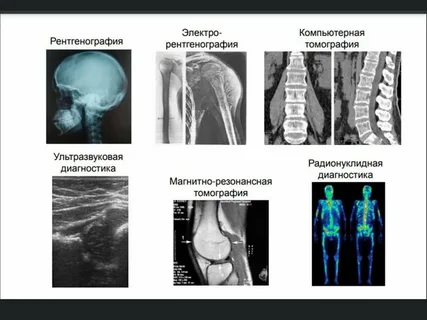 Рентгенография
Электро-
рентгенография
Компьютерная
томография
Ультразвуковая
диагностика
Магнитно-резонансная
томография
Радионуклидная
диагностика